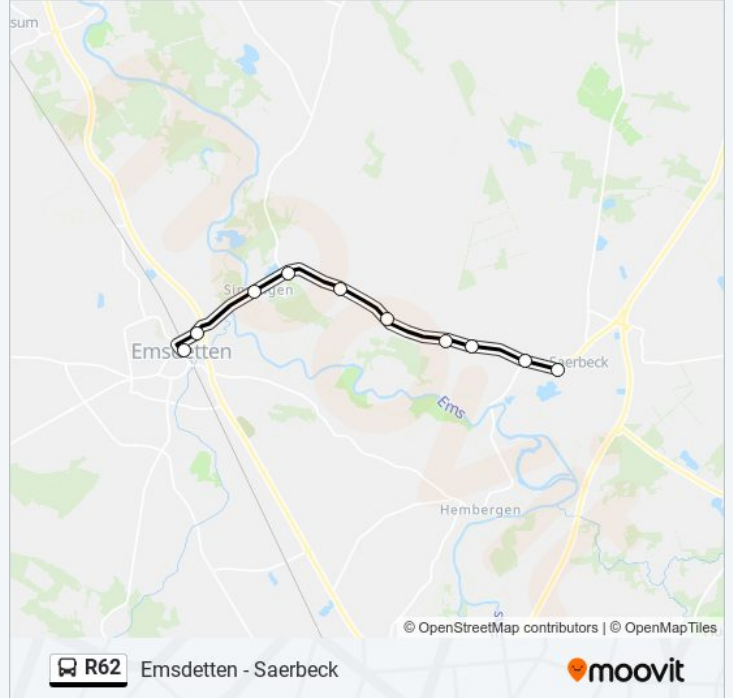 sum
Sinningen
Emsdetten
Saerbeck
Ems
Hembergen
© OpenStreetMap contributors | © OpenMapTiles
R62 Emsdetten - Saerbeck
moovit